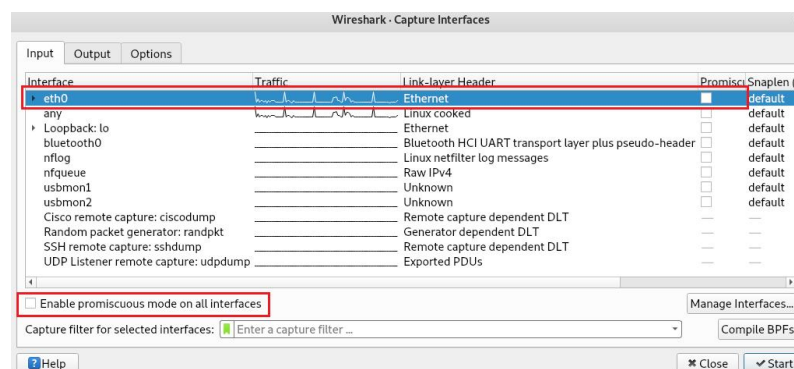 Wireshark · Capture Interfaces
Input Output Options
Interface Traffic Link-layer Header Promisc Snaplen (
eth0 Ethernet default
any Linux cooked default
Loopback: lo Ethernet default
bluetooth0 Bluetooth HCI UART transport layer plus pseudo-header default
nflog Linux netfilter log messages default
nfqueue Raw IPv4 default
usbmon1 Unknown default
usbmon2 Unknown default
Cisco remote capture: ciscodump Remote capture dependent DLT — —
Random packet generator: randpkt Generator dependent DLT — —
SSH remote capture: sshdump Remote capture dependent DLT — —
UDP Listener remote capture: udpdump Exported PDUs — —
Enable promiscuous mode on all interfaces Manage Interfaces...
Capture filter for selected interfaces: Enter a capture filter ... Compile BPFs
Help Close Start